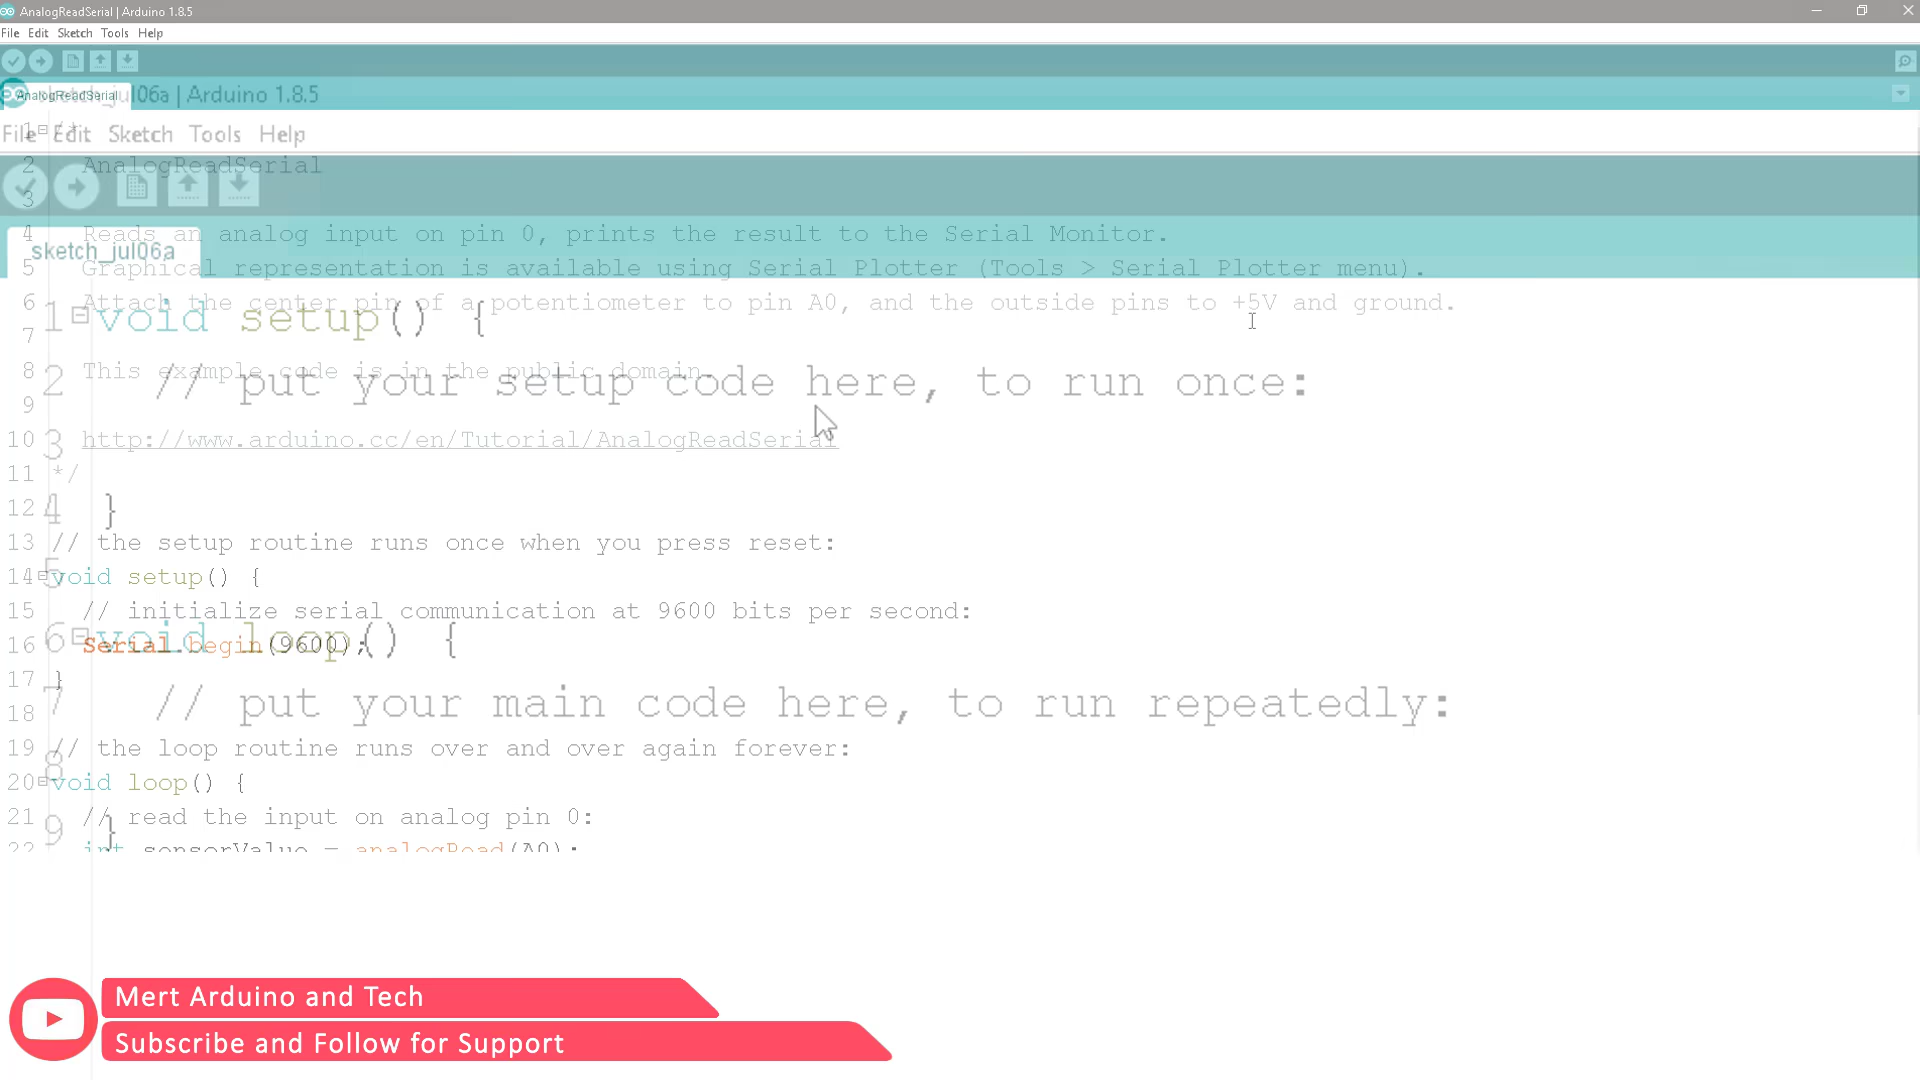 AnalogReadSerial | Arduino 1.8.5
File Edit Sketch Tools Help
AnalogReadSerial
sketch_jul06a | Arduino 1.8.5
File Edit Sketch Tools Help
sketch_jul06a
1 /*
2 AnalogReadSerial
3
4 Reads an analog input on pin 0, prints the result to the Serial Monitor.
5 Graphical representation is available using Serial Plotter (Tools > Serial Plotter menu).
6 Attach the center pin of a potentiometer to pin A0, and the outside pins to +5V and ground.
7
8 This example code is in the public domain.
9
10 http://www.arduino.cc/en/Tutorial/AnalogReadSerial
11 */
12
13 // the setup routine runs once when you press reset:
14 void setup() {
15 // initialize serial communication at 9600 bits per second:
16 Serial.begin(9600);
17 }
18
19 // the loop routine runs over and over again forever:
20 void loop() {
21 // read the input on analog pin 0:
22 int sensorValue = analogRead(A0);
1 void setup() {
2 // put your setup code here, to run once:
3
4 }
5
6 void loop() {
7 // put your main code here, to run repeatedly:
8
9 }
Mert Arduino and Tech
Subscribe and Follow for Support